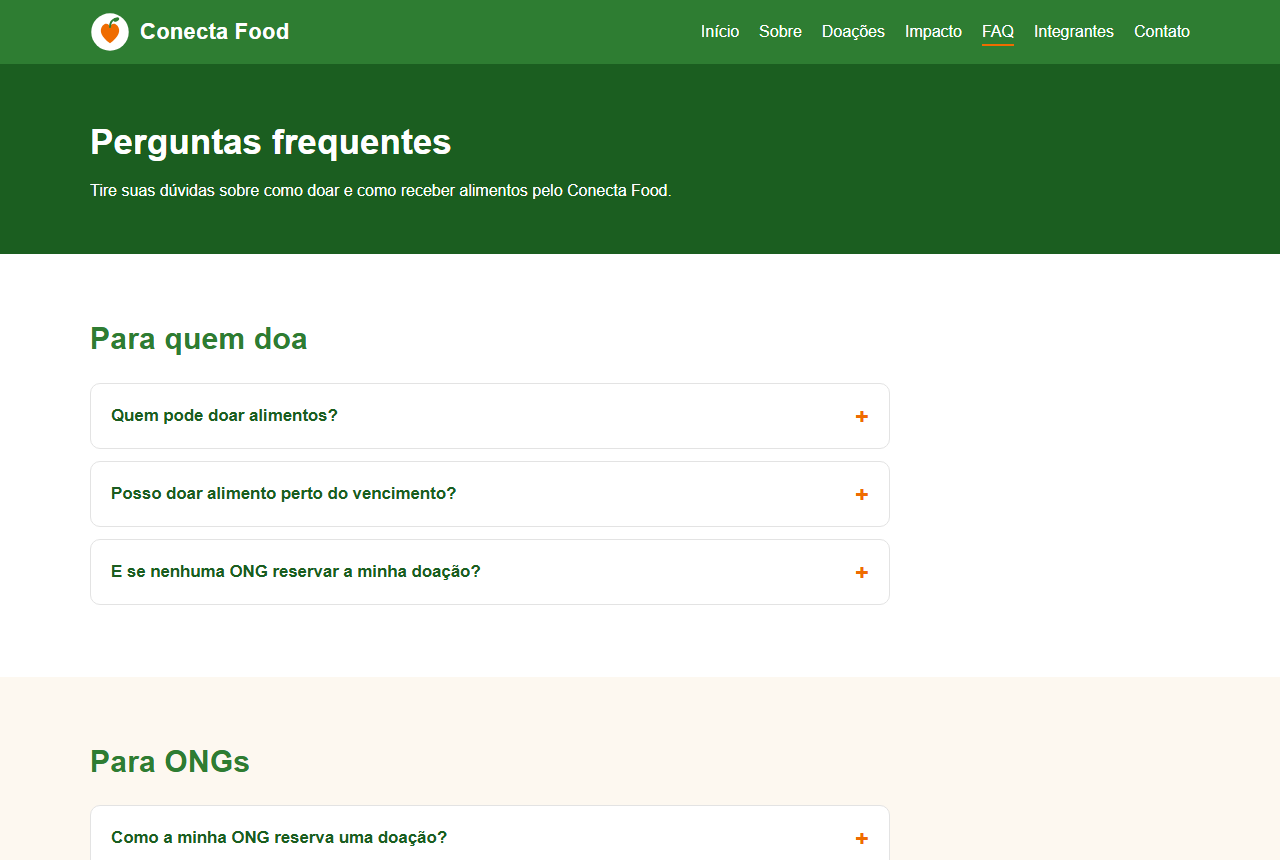 Conecta Food
Início Sobre Doações Impacto FAQ Integrantes Contato
Perguntas frequentes
Tire suas dúvidas sobre como doar e como receber alimentos pelo Conecta Food.
Para quem doa
Quem pode doar alimentos? +
Posso doar alimento perto do vencimento? +
E se nenhuma ONG reservar a minha doação? +
Para ONGs
Como a minha ONG reserva uma doação? +